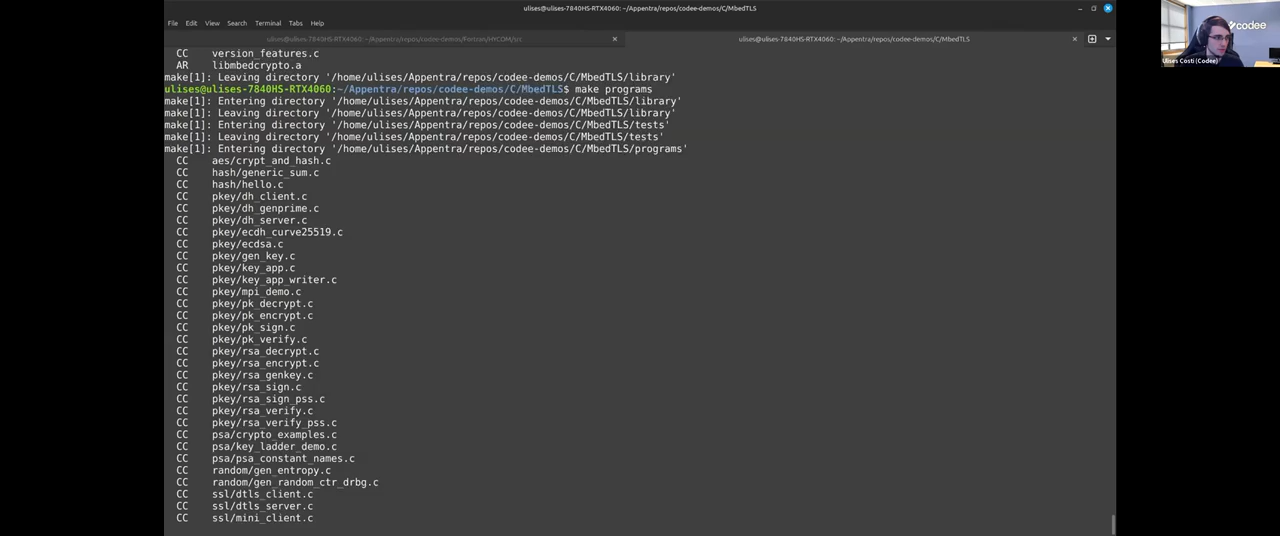 ulises@ulises-7840HS-RTX4060: ~/Appentra/repos/codee-demos/C/MbedTLS
File Edit View Search Terminal Tabs Help
ulises@ulises-7840HS-RTX4060: ~/Appentra/repos/codee-demos/Fortran/HYCOM/src
ulises@ulises-7840HS-RTX4060: ~/Appentra/repos/codee-demos/C/MbedTLS
codee
Ulises Costi (Codee)
CC version_features.c
AR libmbedcrypto.a
make[1]: Leaving directory '/home/ulises/Appentra/repos/codee-demos/C/MbedTLS/library'
ulises@ulises-7840HS-RTX4060:~/Appentra/repos/codee-demos/C/MbedTLS$ make programs
make[1]: Entering directory '/home/ulises/Appentra/repos/codee-demos/C/MbedTLS/library'
make[1]: Leaving directory '/home/ulises/Appentra/repos/codee-demos/C/MbedTLS/library'
make[1]: Entering directory '/home/ulises/Appentra/repos/codee-demos/C/MbedTLS/tests'
make[1]: Leaving directory '/home/ulises/Appentra/repos/codee-demos/C/MbedTLS/tests'
make[1]: Entering directory '/home/ulises/Appentra/repos/codee-demos/C/MbedTLS/programs'
CC aes/crypt_and_hash.c
CC hash/generic_sum.c
CC hash/hello.c
CC pkey/dh_client.c
CC pkey/dh_genprime.c
CC pkey/dh_server.c
CC pkey/ecdh_curve25519.c
CC pkey/ecdsa.c
CC pkey/gen_key.c
CC pkey/key_app.c
CC pkey/key_app_writer.c
CC pkey/mpi_demo.c
CC pkey/pk_decrypt.c
CC pkey/pk_encrypt.c
CC pkey/pk_sign.c
CC pkey/pk_verify.c
CC pkey/rsa_decrypt.c
CC pkey/rsa_encrypt.c
CC pkey/rsa_genkey.c
CC pkey/rsa_sign.c
CC pkey/rsa_sign_pss.c
CC pkey/rsa_verify.c
CC pkey/rsa_verify_pss.c
CC psa/crypto_examples.c
CC psa/key_ladder_demo.c
CC psa/psa_constant_names.c
CC random/gen_entropy.c
CC random/gen_random_ctr_drbg.c
CC ssl/dtls_client.c
CC ssl/dtls_server.c
CC ssl/mini_client.c